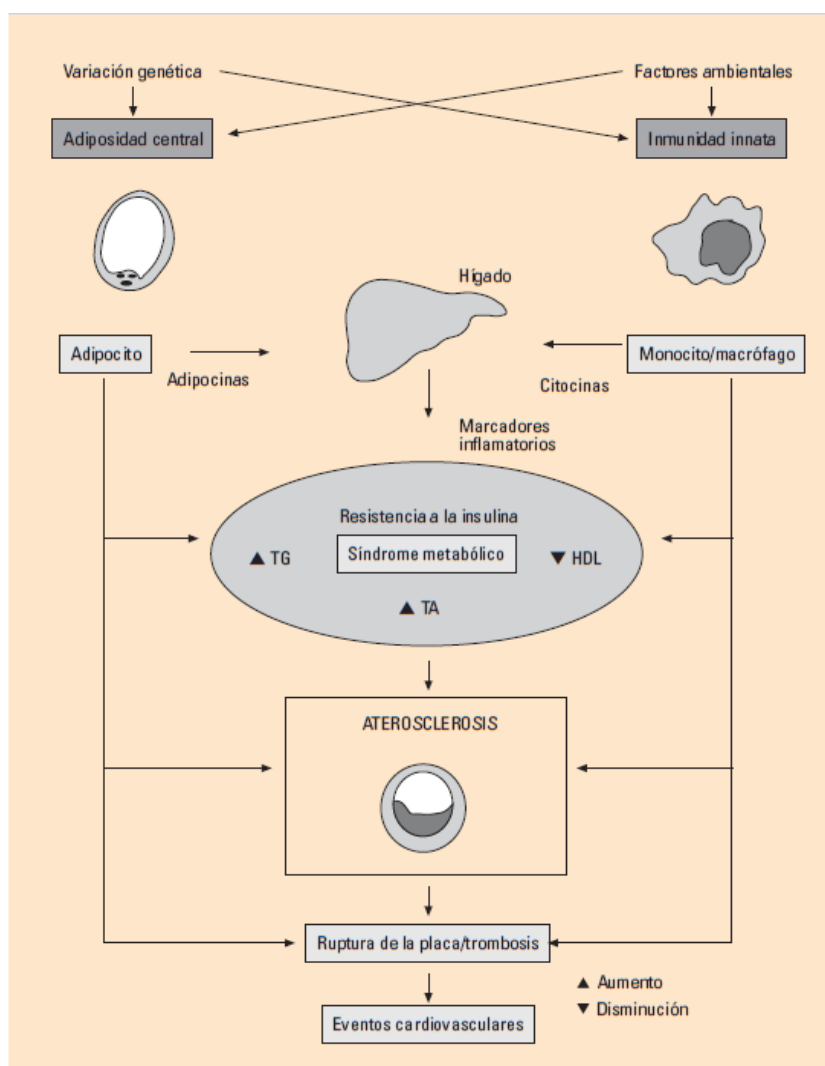 Variación genética
Factores ambientales
Adiposidad central
Inmunidad innata
Hígado
Adipocito
Monocito/macrófago
Adipocinas
Citocinas
Marcadores
inflamatorios
Resistencia a la insulina
▲ TG
Síndrome metabólico
▼ HDL
▲ TA
ATEROSCLEROSIS
Ruptura de la placa/trombosis
▲ Aumento
▼ Disminución
Eventos cardiovasculares